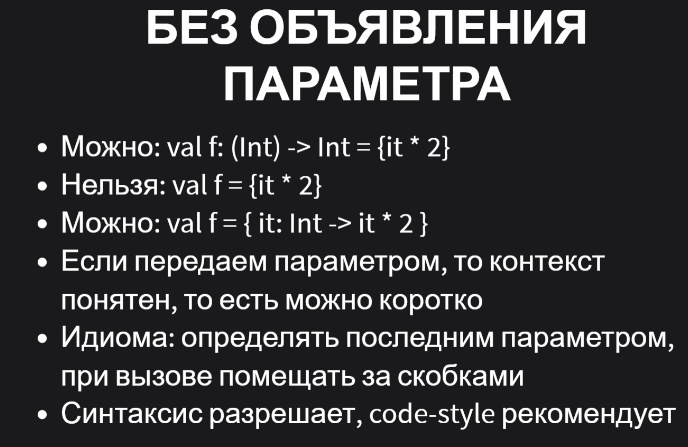 БЕЗ ОБЪЯВЛЕНИЯ
ПАРАМЕТРА
• Можно: val f: (Int) -> Int = {it * 2}
• Нельзя: val f = {it * 2}
• Можно: val f = { it: Int -> it * 2 }
• Если передаем параметром, то контекст
понятен, то есть можно коротко
• Идиома: определять последним параметром,
при вызове помещать за скобками
• Синтаксис разрешает, code-style рекомендует